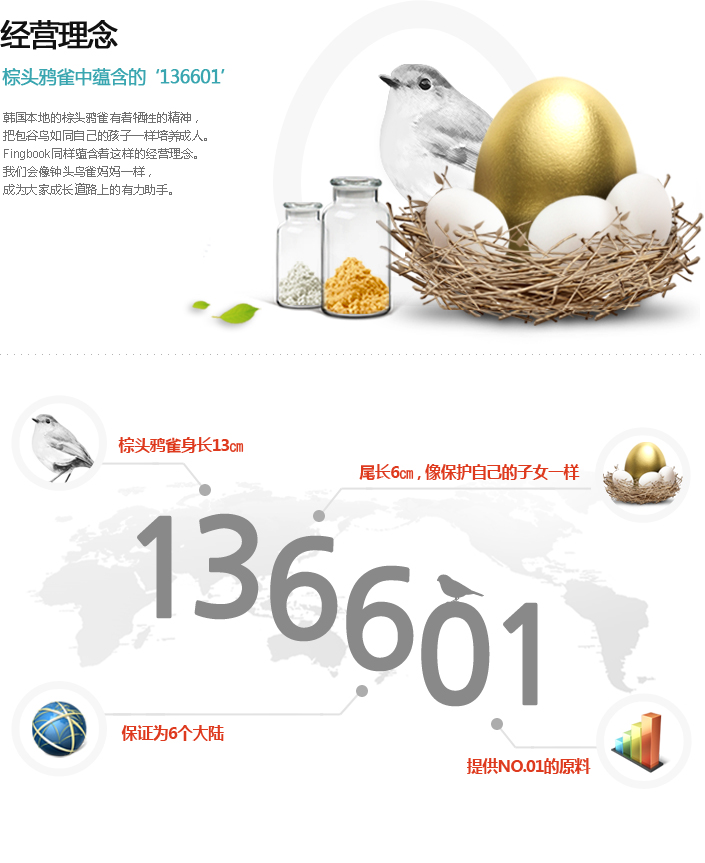 经营理念
棕头鸦雀中蕴含的‘136601’
韩国本地的棕头鸦雀有着牺牲的精神，
把包谷鸟如同自己的孩子一样培养成人。
Fingbook同样蕴含着这样的经营理念。
我们会像钟头鸟雀妈妈一样，
成为大家成长道路上的有力助手。
棕头鸦雀身长13㎝
尾长6㎝，像保护自己的子女一样
136601
保证为6个大陆
提供NO.01的原料